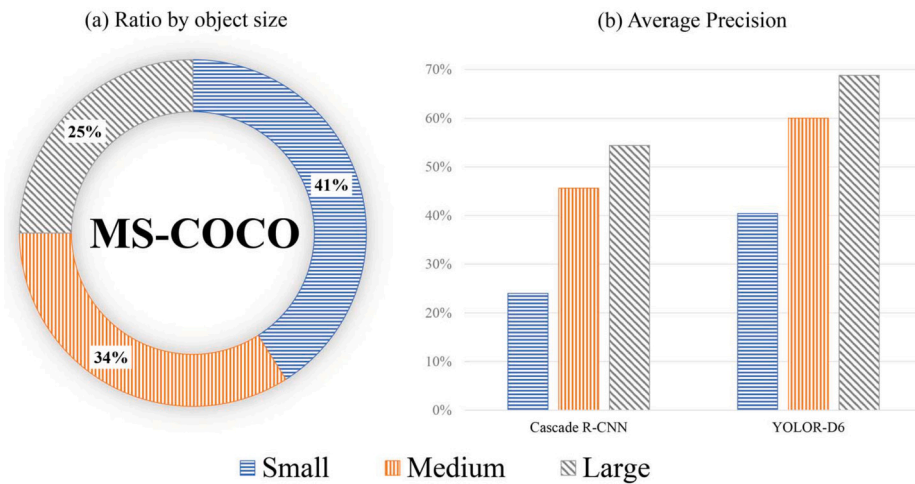 (a) Ratio by object size
25%
41%
MS-COCO
34%
(b) Average Precision
70%
60%
50%
40%
30%
20%
10%
0%
Cascade R-CNN YOLOR-D6
Small Medium Large